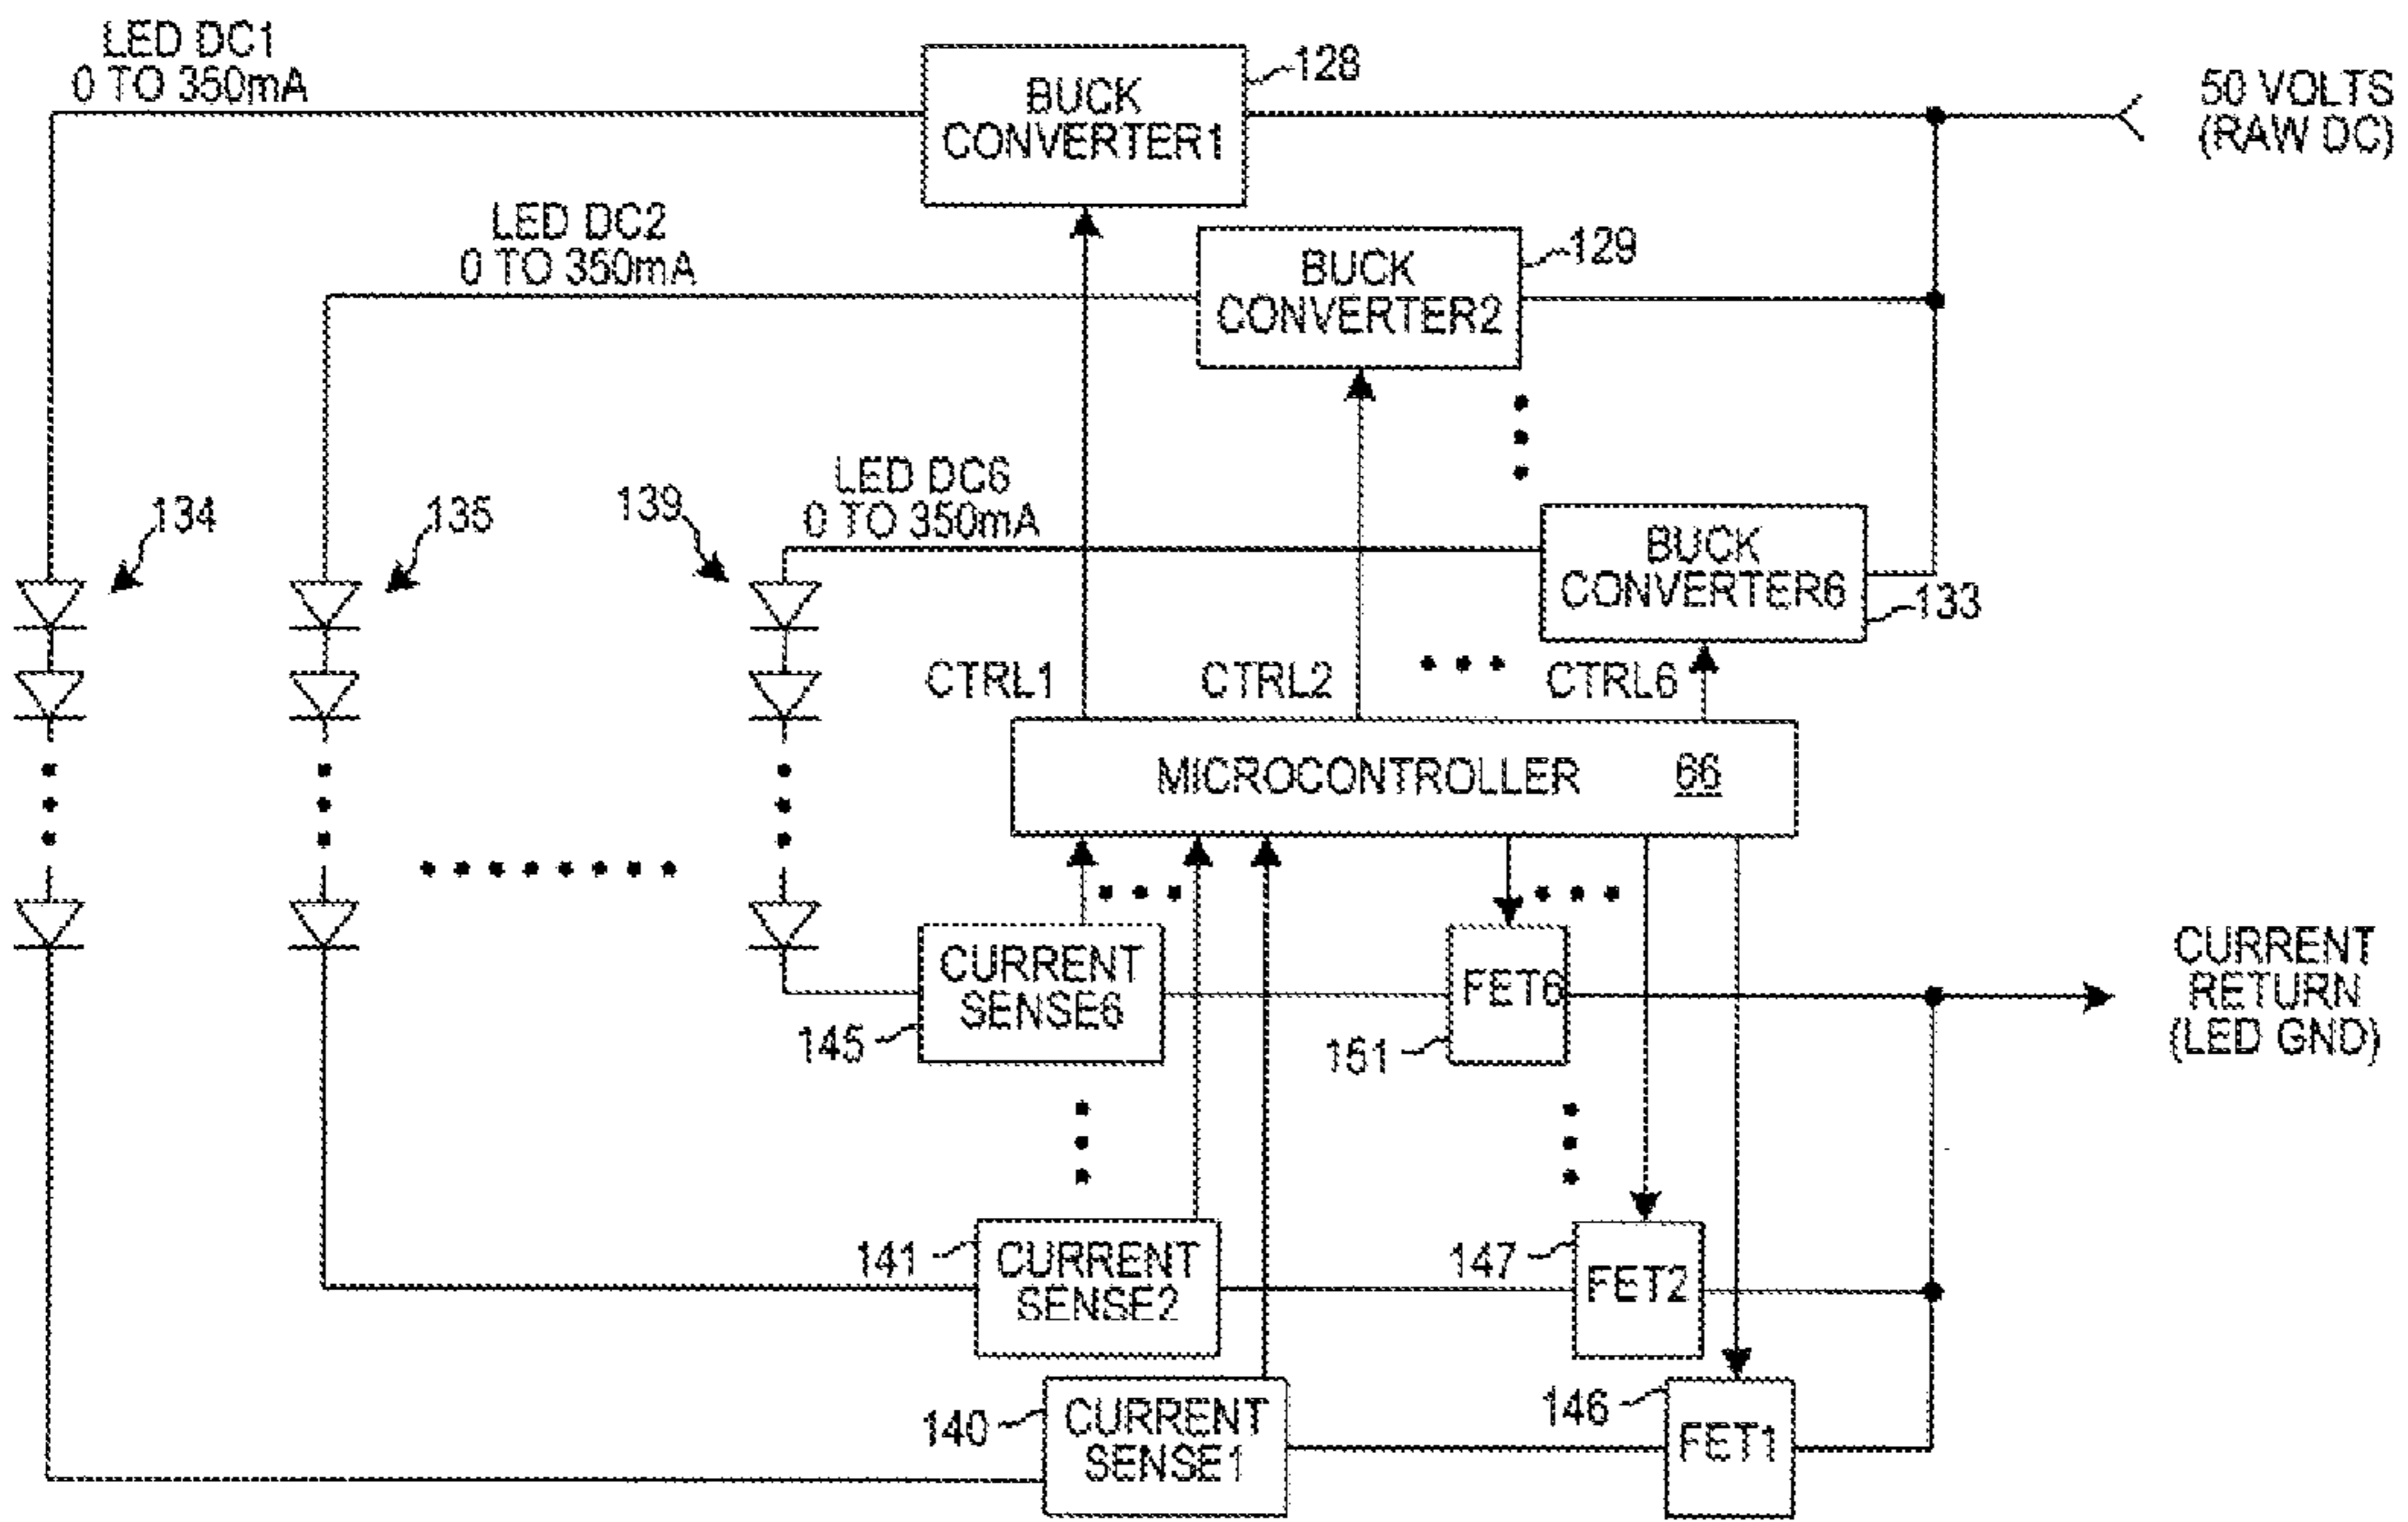 LED DC1
0 TO 350mA
BUCK
CONVERTER1
128
50 VOLTS
(RAW DC)
LED DC2
0 TO 350mA
BUCK
CONVERTER2
129
LED DC6
0 TO 350mA
BUCK
CONVERTER6
133
134
135
139
CTRL1
CTRL2
CTRL6
MICROCONTROLLER 66
CURRENT
SENSE6
145
FET6
151
CURRENT
RETURN
(LED GND)
141
CURRENT
SENSE2
147
FET2
140
CURRENT
SENSE1
146
FET1